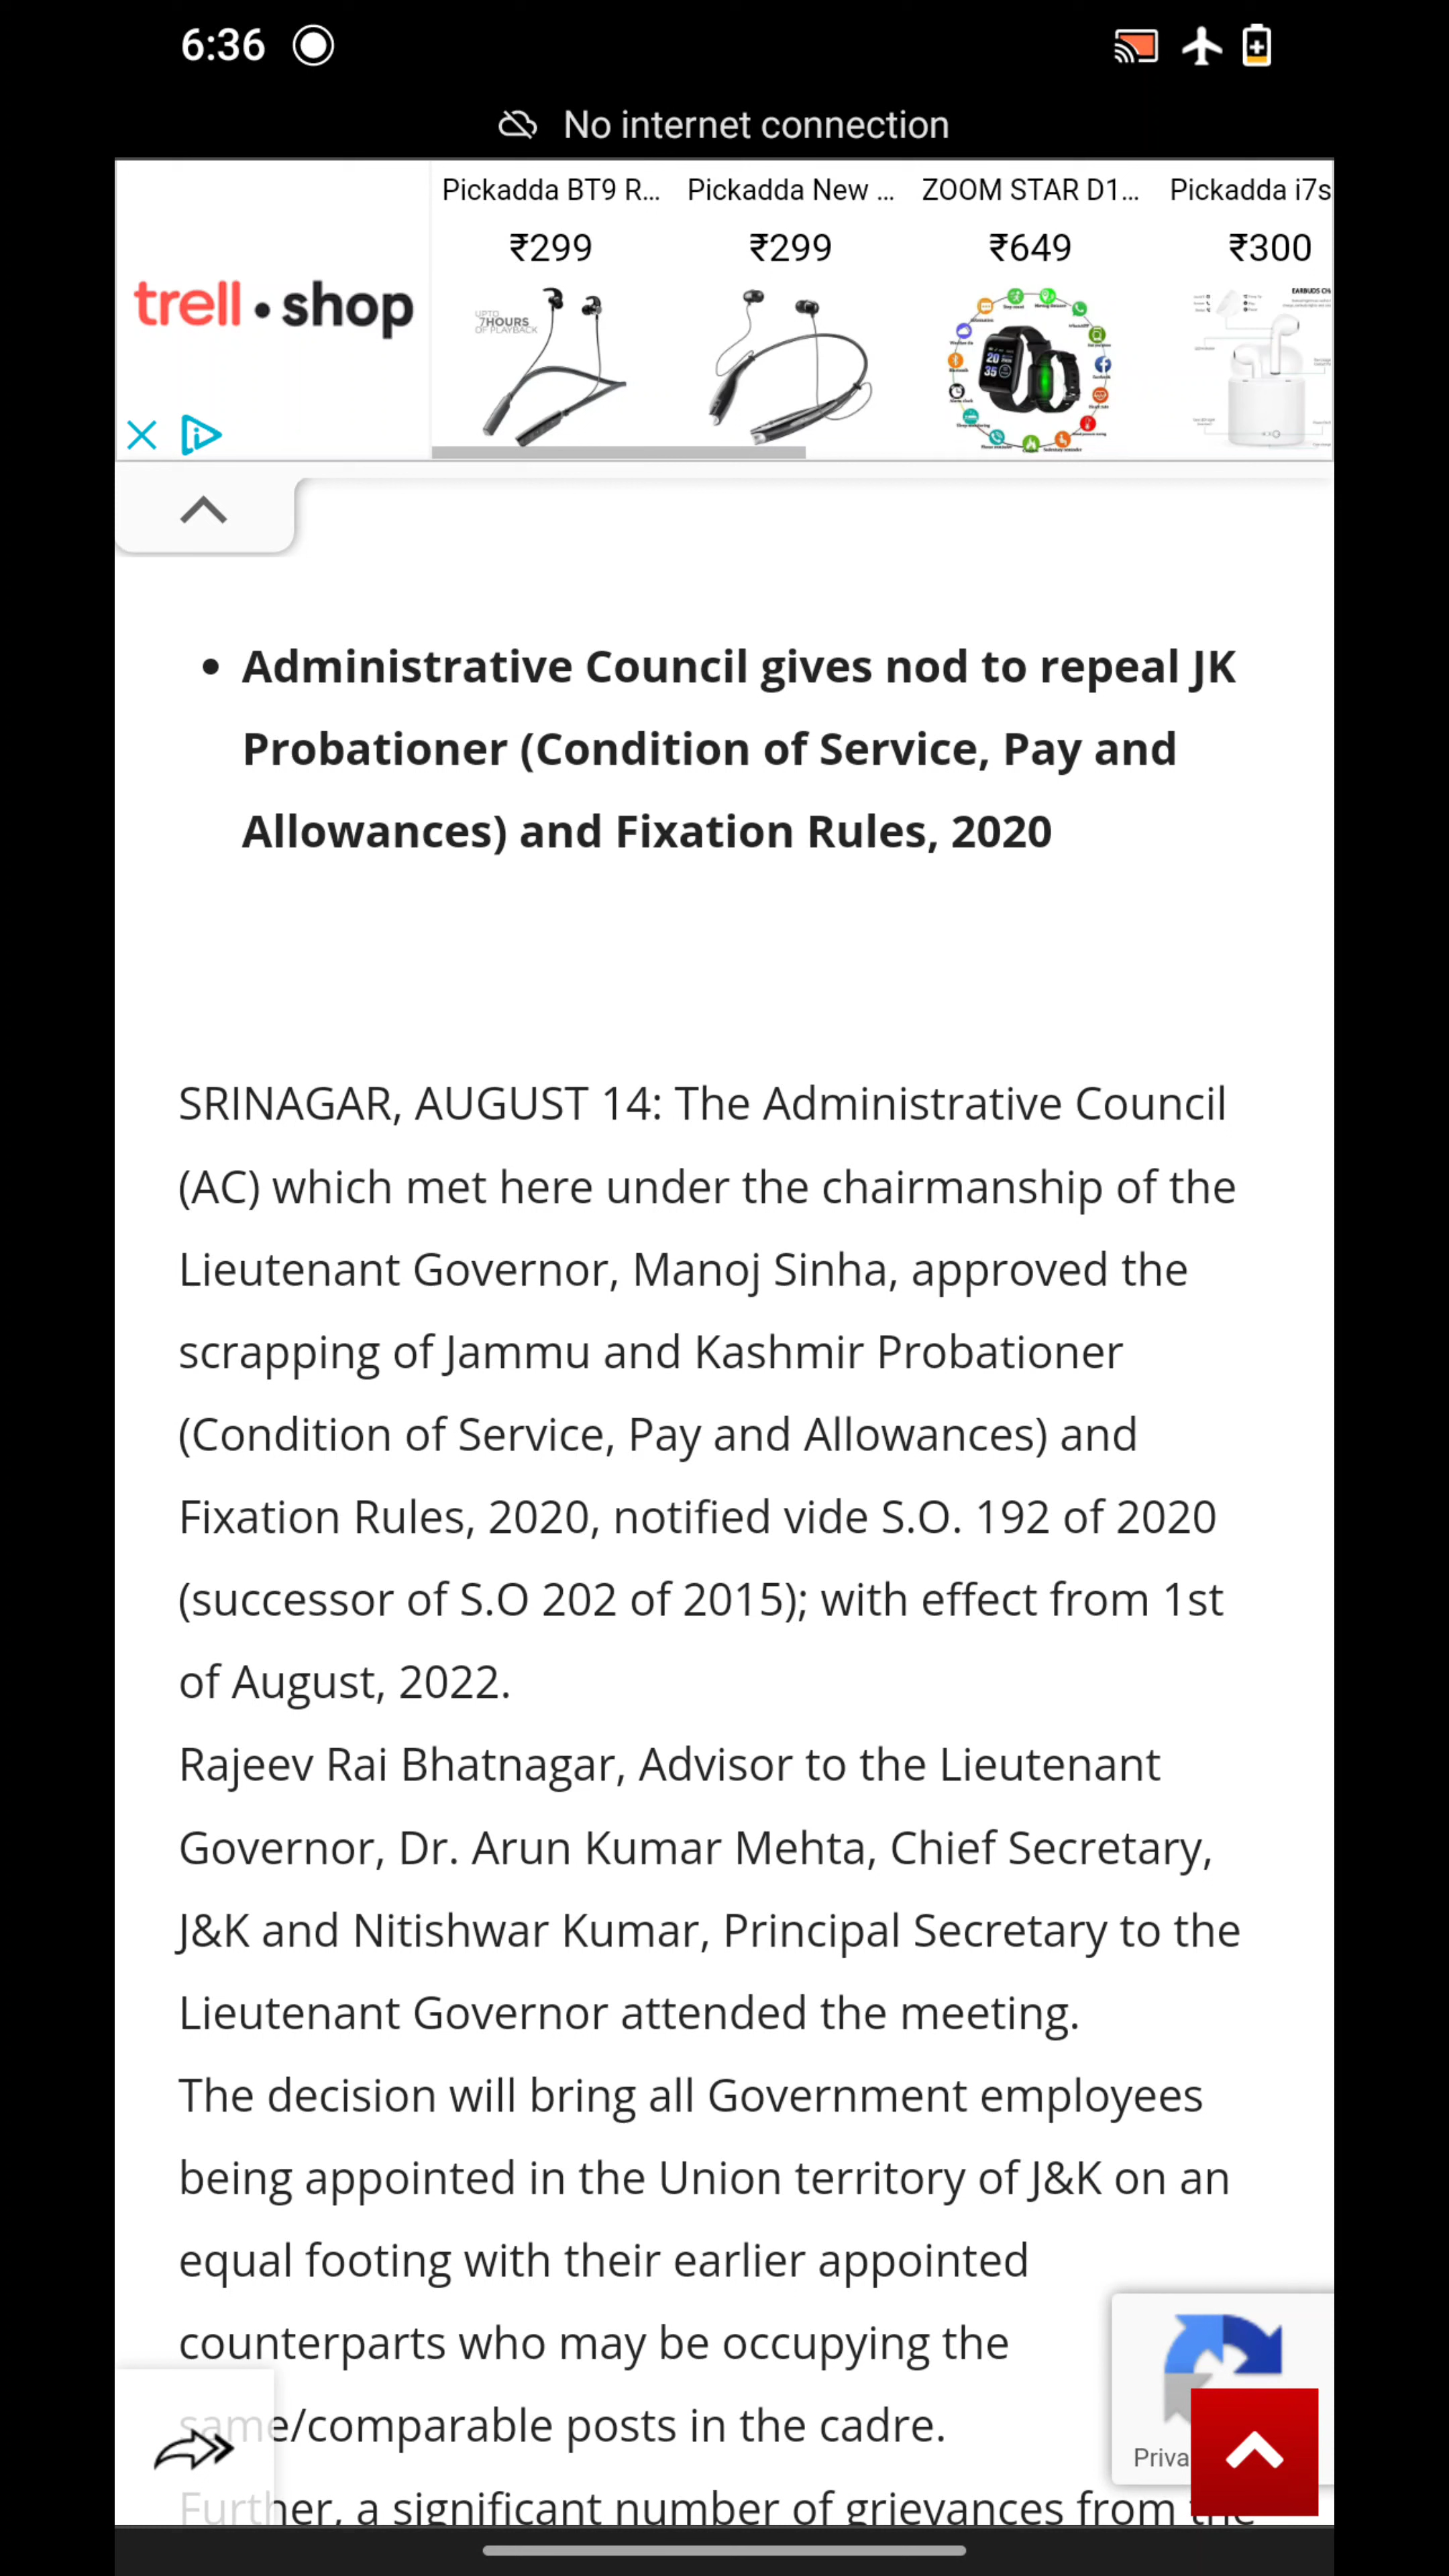 6:36
No internet connection
trell • shop
Pickadda BT9 R... Pickadda New ... ZOOM STAR D1... Pickadda i7s
₹299 ₹299 ₹649 ₹300
UPTO
7HOURS
OF PLAYBACK
20
35
• Administrative Council gives nod to repeal JK
Probationer (Condition of Service, Pay and
Allowances) and Fixation Rules, 2020
SRINAGAR, AUGUST 14: The Administrative Council
(AC) which met here under the chairmanship of the
Lieutenant Governor, Manoj Sinha, approved the
scrapping of Jammu and Kashmir Probationer
(Condition of Service, Pay and Allowances) and
Fixation Rules, 2020, notified vide S.O. 192 of 2020
(successor of S.O 202 of 2015); with effect from 1st
of August, 2022.
Rajeev Rai Bhatnagar, Advisor to the Lieutenant
Governor, Dr. Arun Kumar Mehta, Chief Secretary,
J&K and Nitishwar Kumar, Principal Secretary to the
Lieutenant Governor attended the meeting.
The decision will bring all Government employees
being appointed in the Union territory of J&K on an
equal footing with their earlier appointed
counterparts who may be occupying the
same/comparable posts in the cadre.
Priva
Further, a significant number of grievances from the